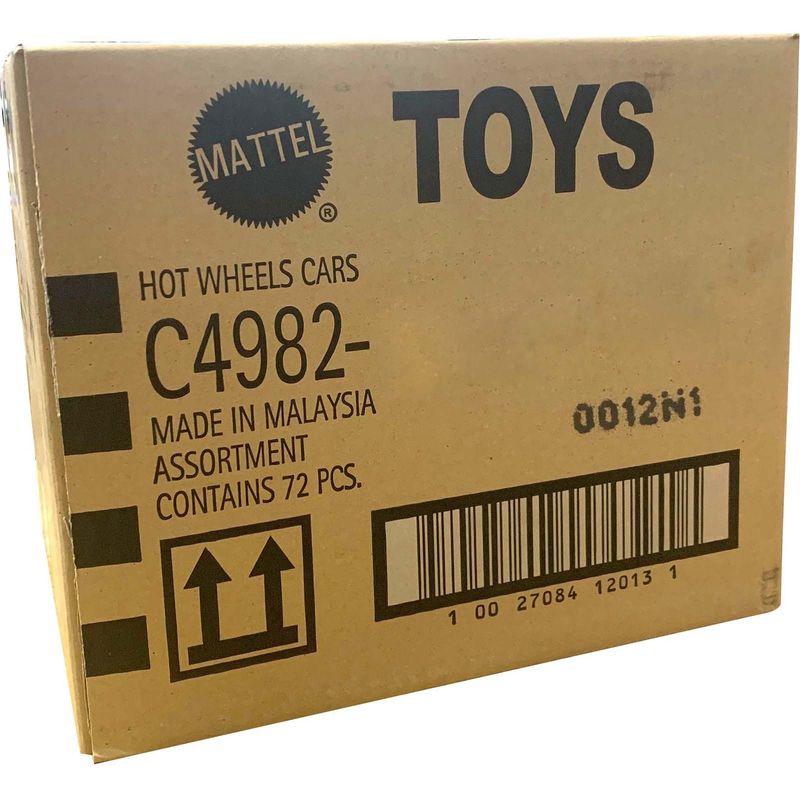 MATTEL
®
TOYS
HOT WHEELS CARS
C4982-
MADE IN MALAYSIA
ASSORTMENT
CONTAINS 72 PCS.
0012N1
1 00 27084 12013 1